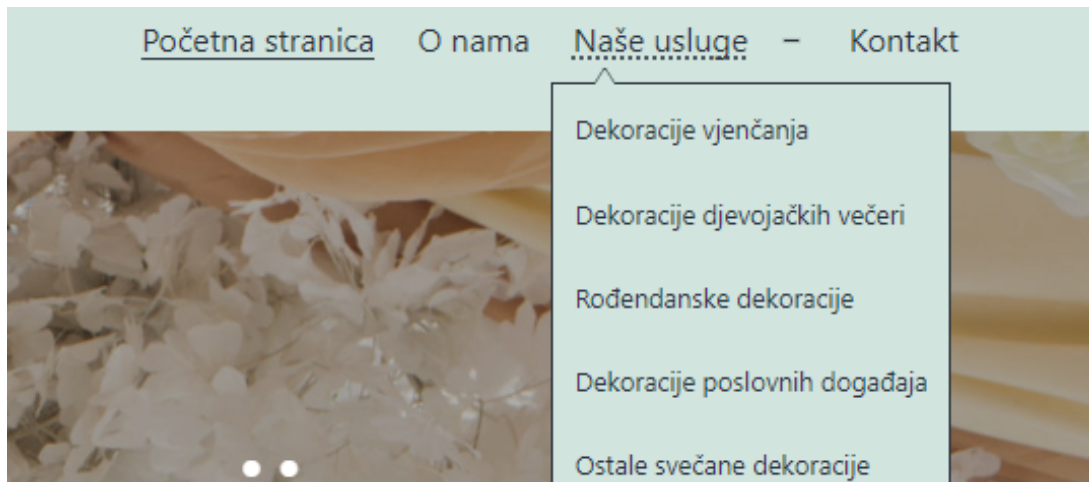 Početna stranica O nama Naše usluge – Kontakt
Dekoracije vjenčanja
Dekoracije djevojačkih večeri
Rođendanske dekoracije
Dekoracije poslovnih događaja
Ostale svečane dekoracije